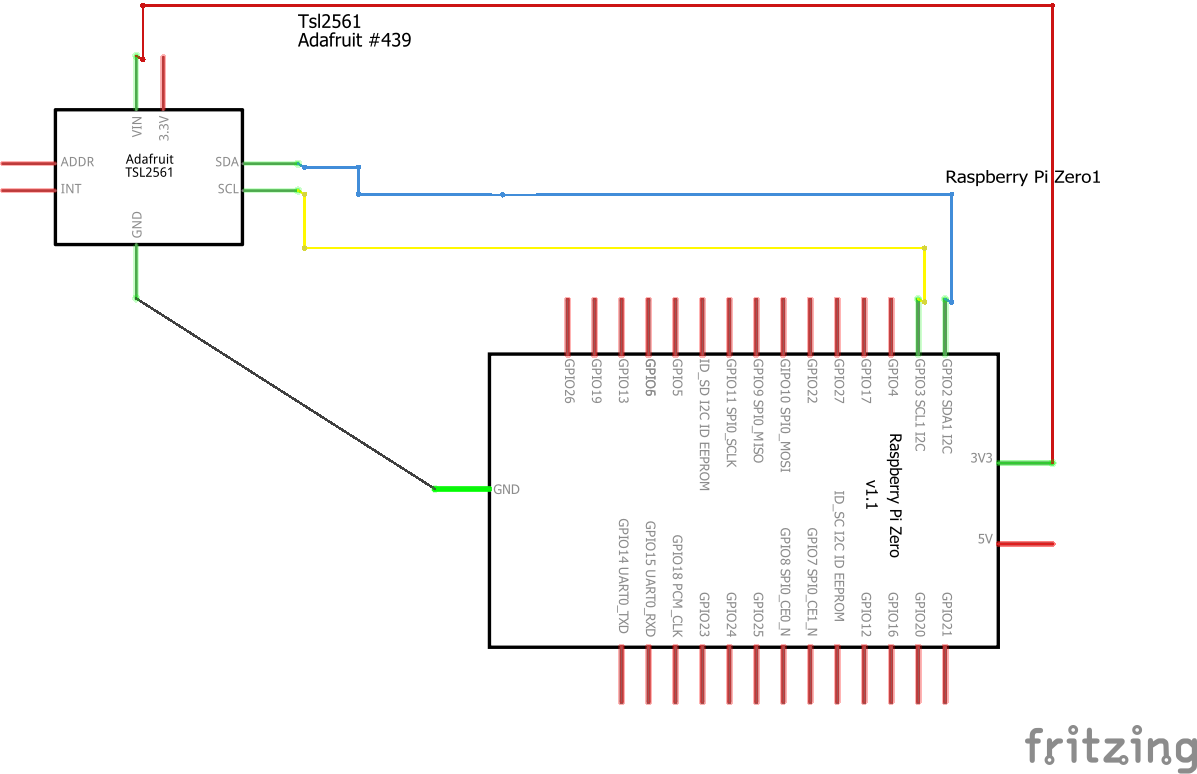 Tsl2561
Adafruit #439
VIN
3.3V
ADDR
INT
Adafruit
TSL2561
SDA
SCL
GND
Raspberry Pi Zero1
GPIO26
GPIO19
GPIO13
GPIO6
GPIO5
ID_SD I2C ID EEPROM
GPIO11 SPI0_SCLK
GPIO9 SPI0_MISO
GIPO10 SPI0_MOSI
GPIO22
GPIO27
GPIO17
GPIO4
GPIO3 SCL1 I2C
GPIO2 SDA1 I2C
3V3
5V
GND
Raspberry Pi Zero
v1.1
GPIO14 UART0_TXD
GPIO15 UART0_RXD
GPIO18 PCM_CLK
GPIO23
GPIO24
GPIO25
GPIO8 SPI0_CE0_N
GPIO7 SPI0_CE1_N
ID_SC I2C ID EEPROM
GPIO12
GPIO16
GPIO20
GPIO21
fritzing